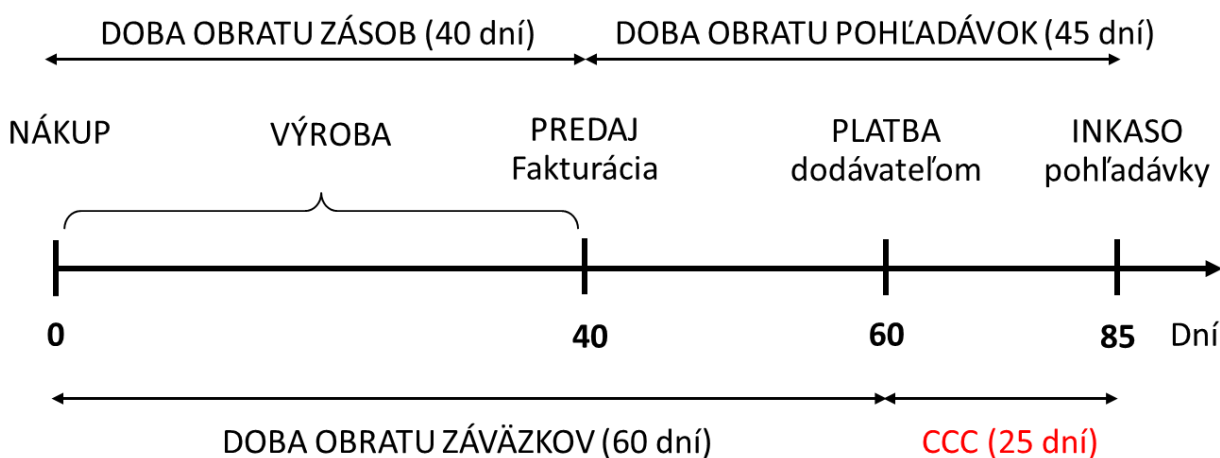 DOBA OBRATU ZÁSOB (40 dní)
DOBA OBRATU POHĽADÁVOK (45 dní)
NÁKUP
VÝROBA
PREDAJ
Fakturácia
PLATBA
dodávateľom
INKASO
pohľadávky
0
40
60
85
Dní
DOBA OBRATU ZÁVÄZKOV (60 dní)
CCC (25 dní)